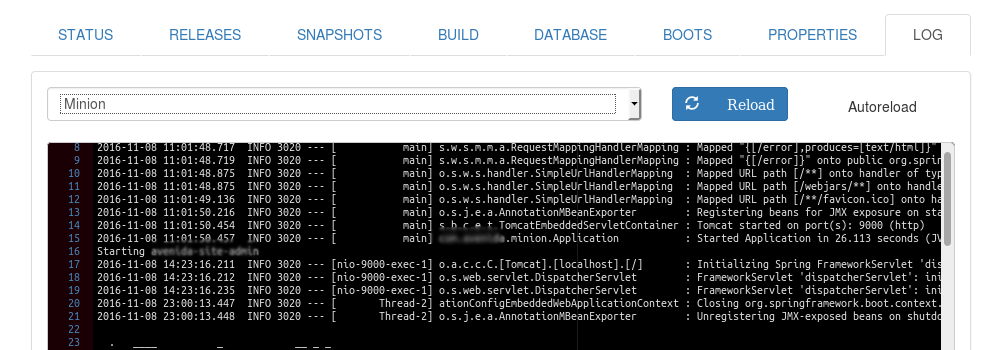 STATUS RELEASES SNAPSHOTS BUILD DATABASE BOOTS PROPERTIES LOG
Minion Reload Autoreload
8 2016-11-08 11:01:48.717 INFO 3020 --- [ main] s.w.s.m.m.a.RequestMappingHandlerMapping : Mapped "{[/error],produces=[text/html]}"
9 2016-11-08 11:01:48.719 INFO 3020 --- [ main] s.w.s.m.m.a.RequestMappingHandlerMapping : Mapped "{[/error]}" onto public org.sprin
10 2016-11-08 11:01:48.875 INFO 3020 --- [ main] o.s.w.s.handler.SimpleUrlHandlerMapping : Mapped URL path [/**] onto handler of typ
11 2016-11-08 11:01:48.875 INFO 3020 --- [ main] o.s.w.s.handler.SimpleUrlHandlerMapping : Mapped URL path [/webjars/**] onto handle
12 2016-11-08 11:01:49.136 INFO 3020 --- [ main] o.s.w.s.handler.SimpleUrlHandlerMapping : Mapped URL path [/**/favicon.ico] onto ha
13 2016-11-08 11:01:50.216 INFO 3020 --- [ main] o.s.j.e.a.AnnotationMBeanExporter : Registering beans for JMX exposure on sta
14 2016-11-08 11:01:50.454 INFO 3020 --- [ main] s.b.c.e.t.TomcatEmbeddedServletContainer : Tomcat started on port(s): 9000 (http)
15 2016-11-08 11:01:50.457 INFO 3020 --- [ main] .minion.Application : Started Application in 26.113 seconds (JV
16 Starting
17 2016-11-08 14:23:16.211 INFO 3020 --- [nio-9000-exec-1] o.a.c.c.C.[Tomcat].[localhost].[/] : Initializing Spring FrameworkServlet 'dis
18 2016-11-08 14:23:16.212 INFO 3020 --- [nio-9000-exec-1] o.s.web.servlet.DispatcherServlet : FrameworkServlet 'dispatcherServlet': ini
19 2016-11-08 14:23:16.235 INFO 3020 --- [nio-9000-exec-1] o.s.web.servlet.DispatcherServlet : FrameworkServlet 'dispatcherServlet': ini
20 2016-11-08 23:00:13.447 INFO 3020 --- [ Thread-2] ationConfigEmbeddedWebApplicationContext : Closing org.springframework.boot.context.
21 2016-11-08 23:00:13.448 INFO 3020 --- [ Thread-2] o.s.j.e.a.AnnotationMBeanExporter : Unregistering JMX-exposed beans on shutdo
22
23 . ____ _ __ _ _